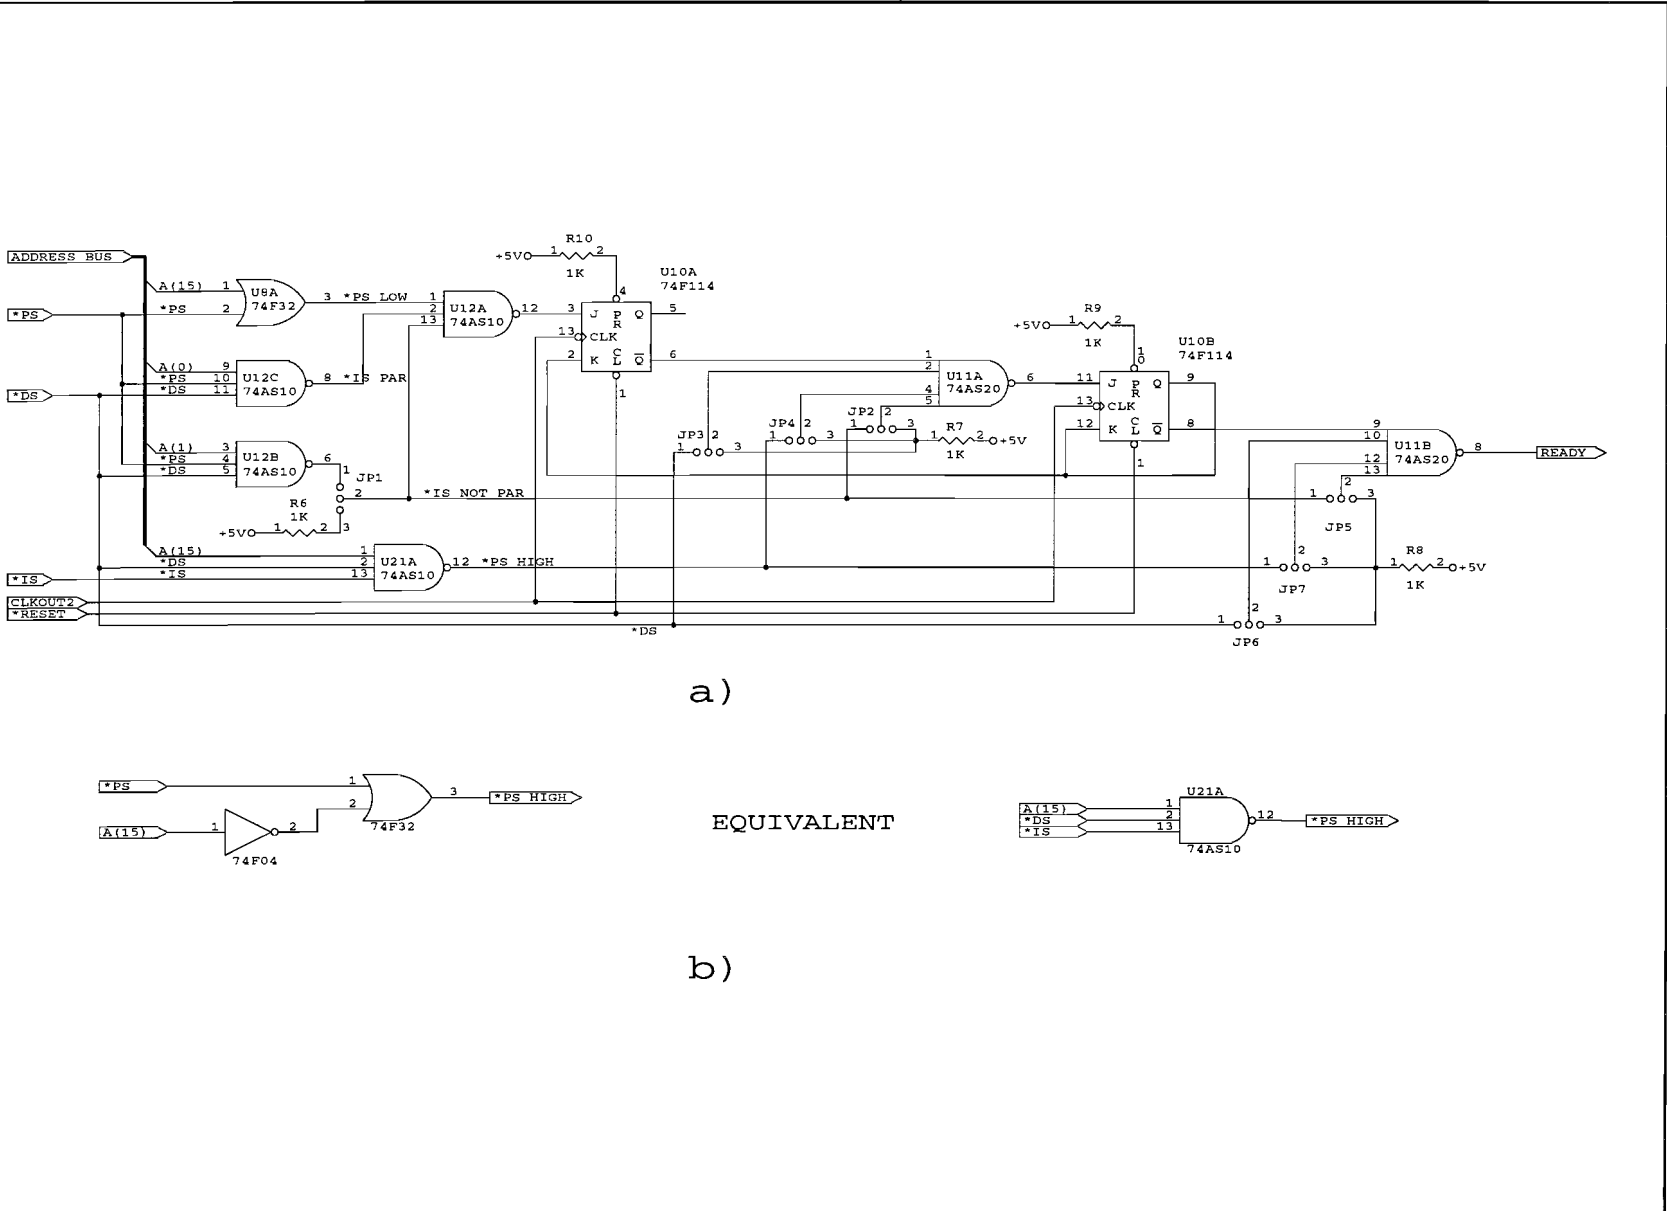 R10
+5V 1 2
1K
U10A
74F114
ADDRESS BUS
A(15) 1
U8A
74F32
*PS 2
3 *PS LOW
1
2
13
U12A
74AS10
12
3 J PR Q 5
4
13 CLK
2 K CL Q 6
1
*PS
R9
+5V 1 2
1K
U10B
74F114
10
A(0) 9
*PS 10
*DS 11
U12C
74AS10
8 *IS PAR
*DS
1
2
4
5
U11A
74AS20
6
11 J PR Q 9
13 CLK
12 K CL Q 8
1
JP2 2
1 3
JP4 2
1 3
JP3 2
1 3
R7
1 2 +5V
1K
9
10
12
13
U11B
74AS20
8
READY
A(1) 3
*PS 4
*DS 5
U12B
74AS10
6
1
JP1
2
3
*IS NOT PAR
R6
1K
+5V 1 2
1 2 3
JP5
A(15) 1
*DS 2
*IS 13
U21A
74AS10
12 *PS HIGH
1 2 3
JP7
R8
1 2 +5V
1K
*IS
CLKOUT2
*RESET
*DS
1 2 3
JP6
a)
*PS 1
A(15) 1 2
2
74F04
74F32
3 *PS HIGH
EQUIVALENT
U21A
A(15) 1
*DS 2
*IS 13
74AS10
12 *PS HIGH
b)